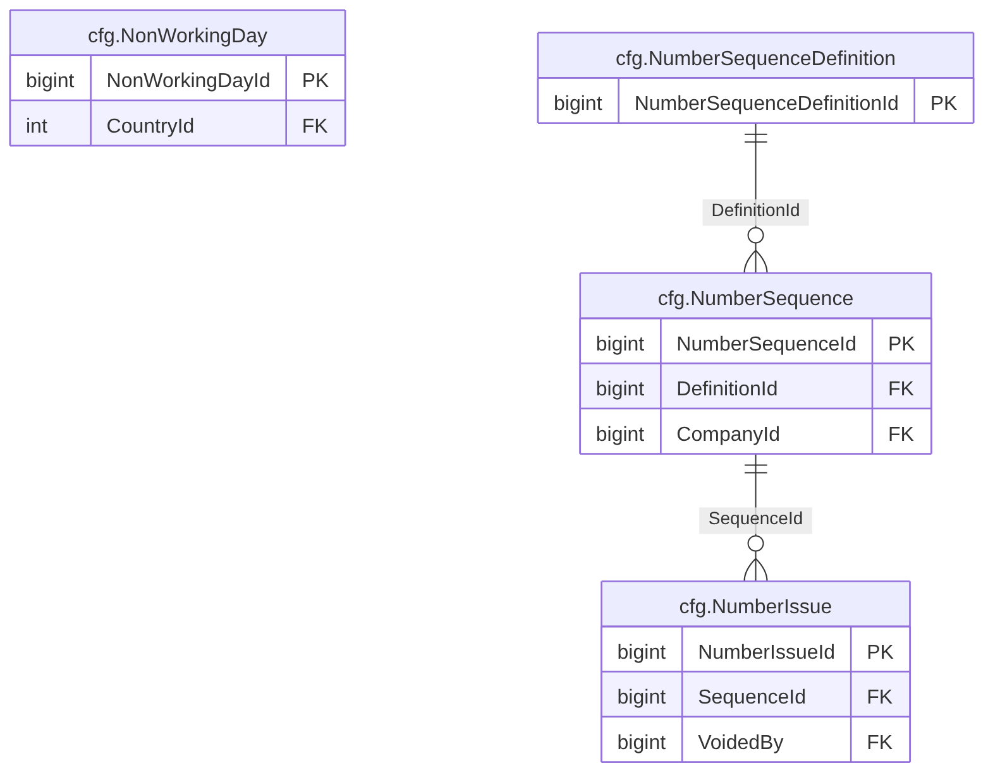 cfg.NonWorkingDay
bigint NonWorkingDayId PK
int CountryId FK
cfg.NumberSequenceDefinition
bigint NumberSequenceDefinitionId PK
DefinitionId
cfg.NumberSequence
bigint NumberSequenceId PK
bigint DefinitionId FK
bigint CompanyId FK
SequenceId
cfg.NumberIssue
bigint NumberIssueId PK
bigint SequenceId FK
bigint VoidedBy FK